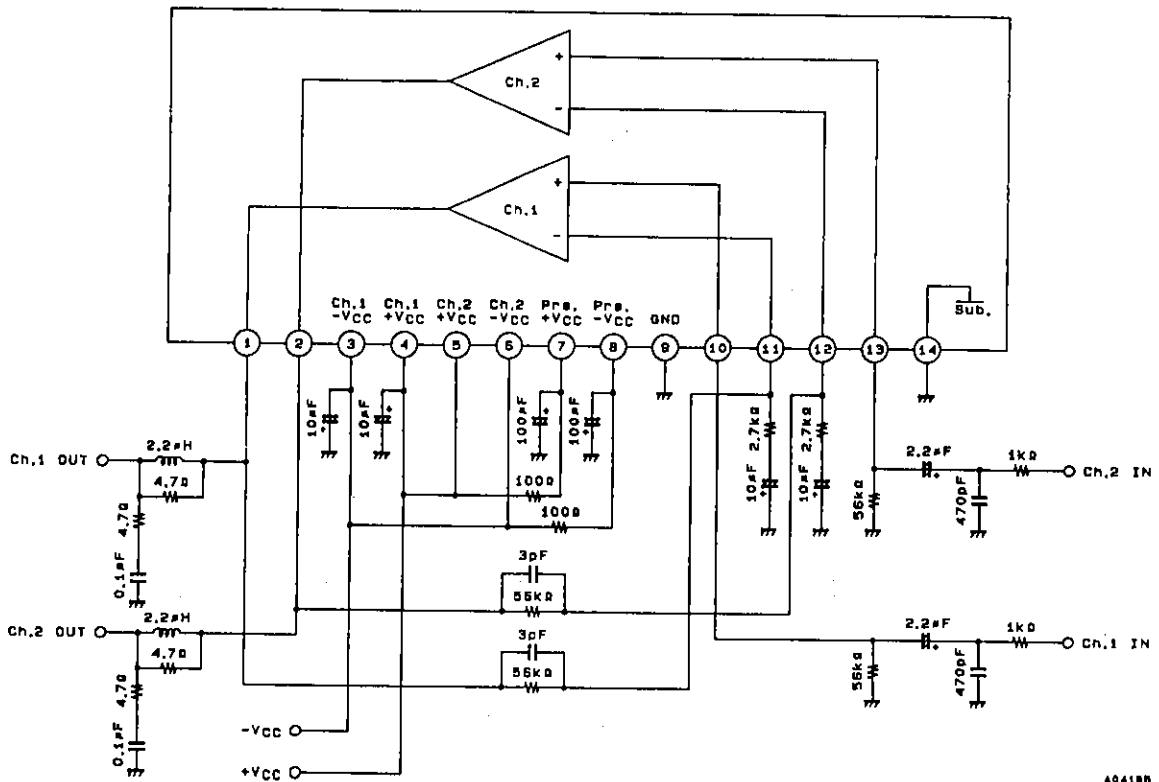 Ch.2
+
−
Ch.1
+
−
Sub.
Ch.1 −VCC
Ch.1 +VCC
Ch.2 +VCC
Ch.2 −VCC
Pre. +VCC
Pre. −VCC
GND
1 2 3 4 5 6 7 8 9 10 11 12 13 14
10µF
10µF
100µF
100µF
2.7kΩ
2.7kΩ
10µF
10µF
Ch.1 OUT
2.2µH
4.7Ω
4.7Ω
0.1µF
100Ω
100Ω
2.2µF
1kΩ
Ch.2 IN
56kΩ
470pF
3pF
56kΩ
3pF
56kΩ
Ch.2 OUT
2.2µH
4.7Ω
4.7Ω
0.1µF
2.2µF
1kΩ
Ch.1 IN
56kΩ
470pF
−VCC
+VCC